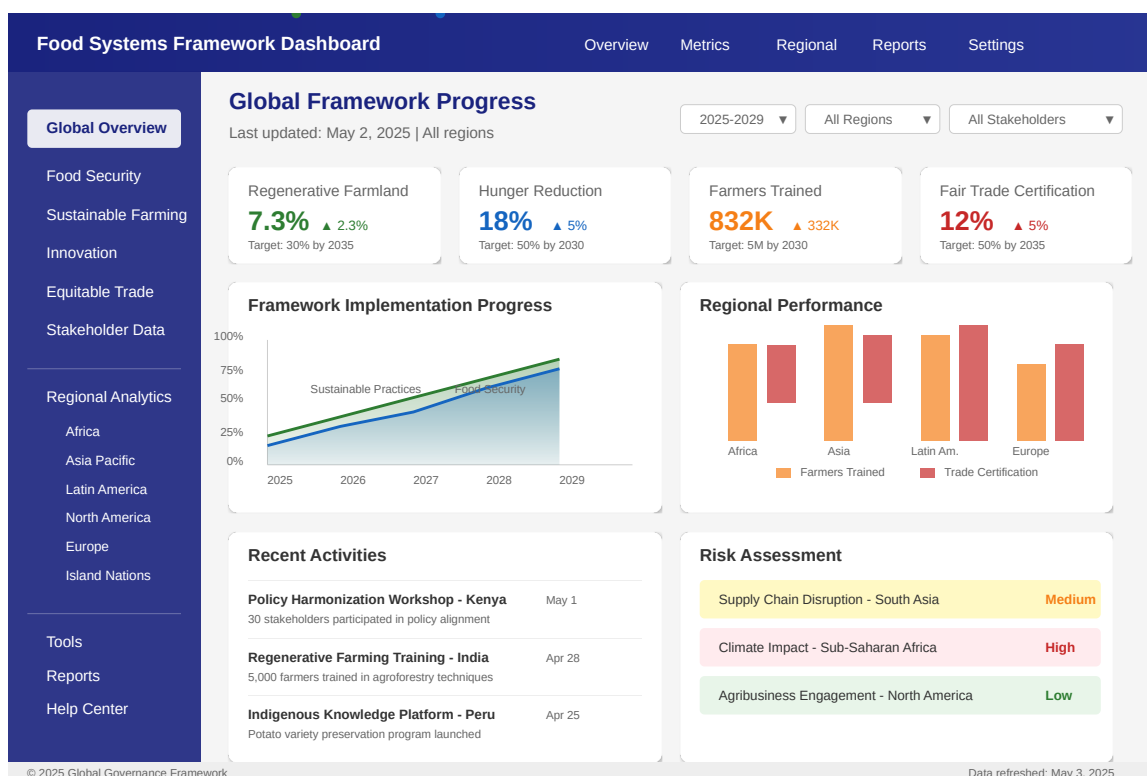 Food Systems Framework Dashboard
Overview Metrics Regional Reports Settings
Global Overview
Food Security
Sustainable Farming
Innovation
Equitable Trade
Stakeholder Data
Regional Analytics
Africa
Asia Pacific
Latin America
North America
Europe
Island Nations
Tools
Reports
Help Center
Global Framework Progress
Last updated: May 2, 2025 | All regions
2025-2029 ▼ All Regions ▼ All Stakeholders ▼
Regenerative Farmland
7.3% ▲ 2.3%
Target: 30% by 2035
Hunger Reduction
18% ▲ 5%
Target: 50% by 2030
Farmers Trained
832K ▲ 332K
Target: 5M by 2030
Fair Trade Certification
12% ▲ 5%
Target: 50% by 2035
Framework Implementation Progress
100%
75%
50%
25%
0%
Sustainable Practices Food Security
2025 2026 2027 2028 2029
Regional Performance
Africa Asia Latin Am. Europe
Farmers Trained Trade Certification
Recent Activities
Policy Harmonization Workshop - Kenya May 1
30 stakeholders participated in policy alignment
Regenerative Farming Training - India Apr 28
5,000 farmers trained in agroforestry techniques
Indigenous Knowledge Platform - Peru Apr 25
Potato variety preservation program launched
Risk Assessment
Supply Chain Disruption - South Asia Medium
Climate Impact - Sub-Saharan Africa High
Agribusiness Engagement - North America Low
© 2025 Global Governance Framework Data refreshed: May 3, 2025